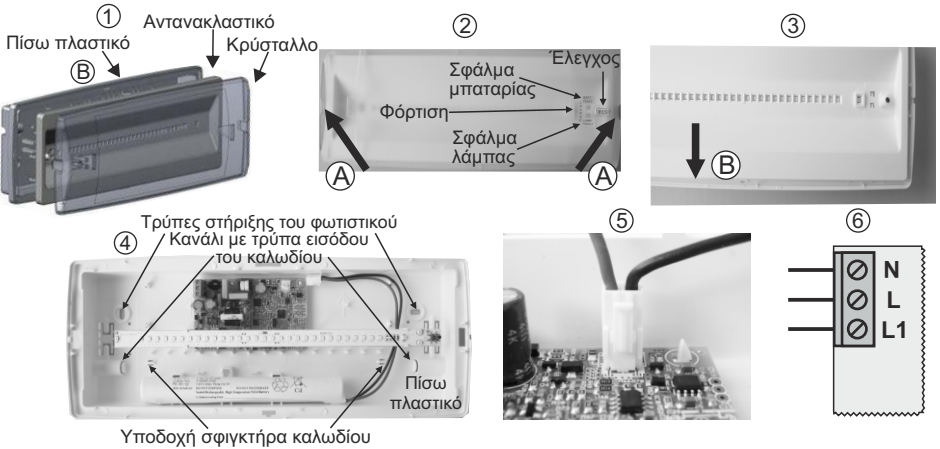 1
Αντανακλαστικό
Πίσω πλαστικό
Κρύσταλλο
B
2
Έλεγχος
Σφάλμα
μπαταρίας
Φόρτιση
Σφάλμα
λάμπας
A
A
3
B
4
Τρύπες στήριξης του φωτιστικού
Κανάλι με τρύπα εισόδου
του καλωδίου
Πίσω
πλαστικό
Υποδοχή σφιγκτήρα καλωδίου
5
6
N
L
L1